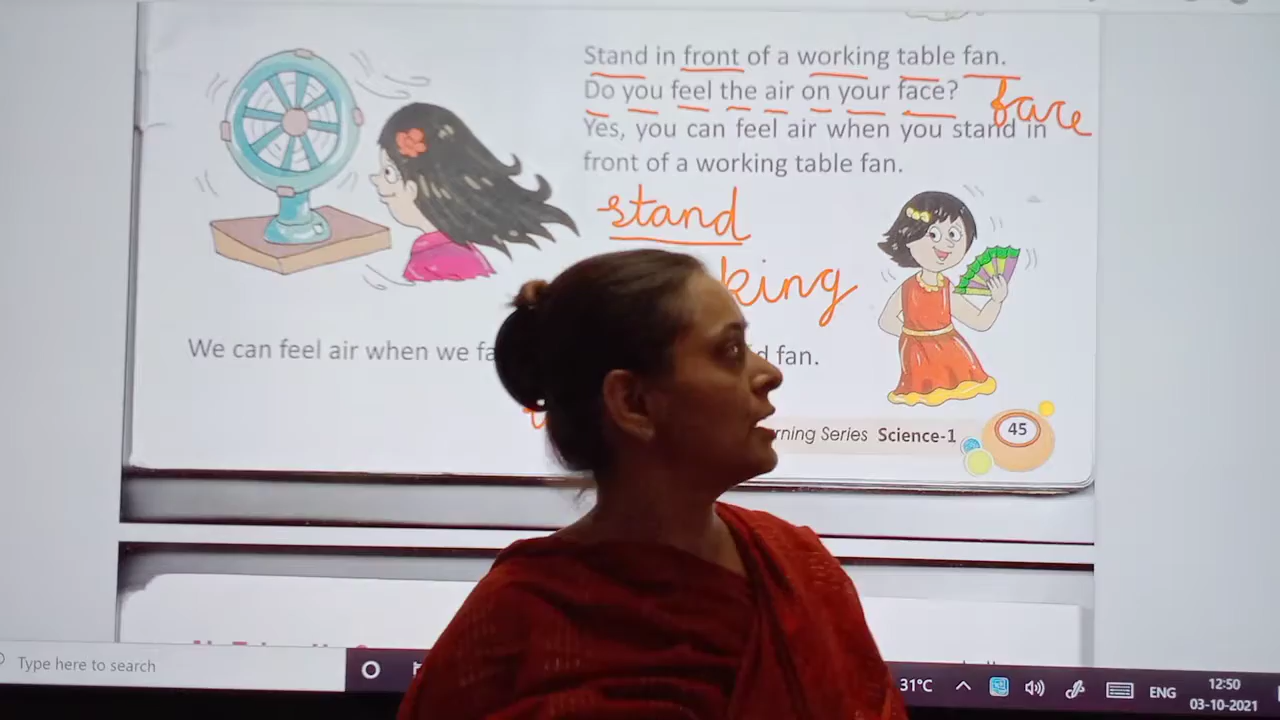 Stand in front of a working table fan.
Do you feel the air on your face?
face
Yes, you can feel air when you stand in
front of a working table fan.
stand
king
We can feel air when we fa
d fan.
rning Series Science-1
45
Type here to search
31°C
ENG
12:50
03-10-2021